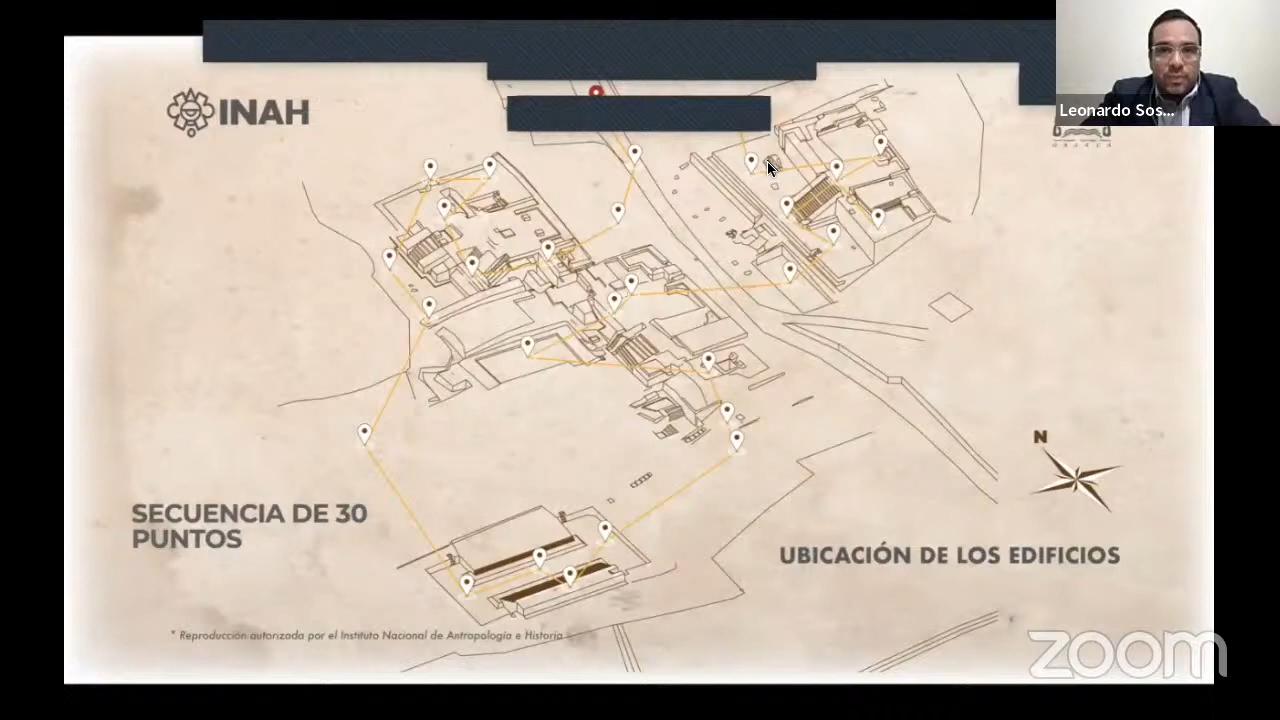 INAH
Leonardo Sos...
N
SECUENCIA DE 30
PUNTOS
UBICACIÓN DE LOS EDIFICIOS
* Reproducción autorizada por el Instituto Nacional de Antropología e Historia
zoom